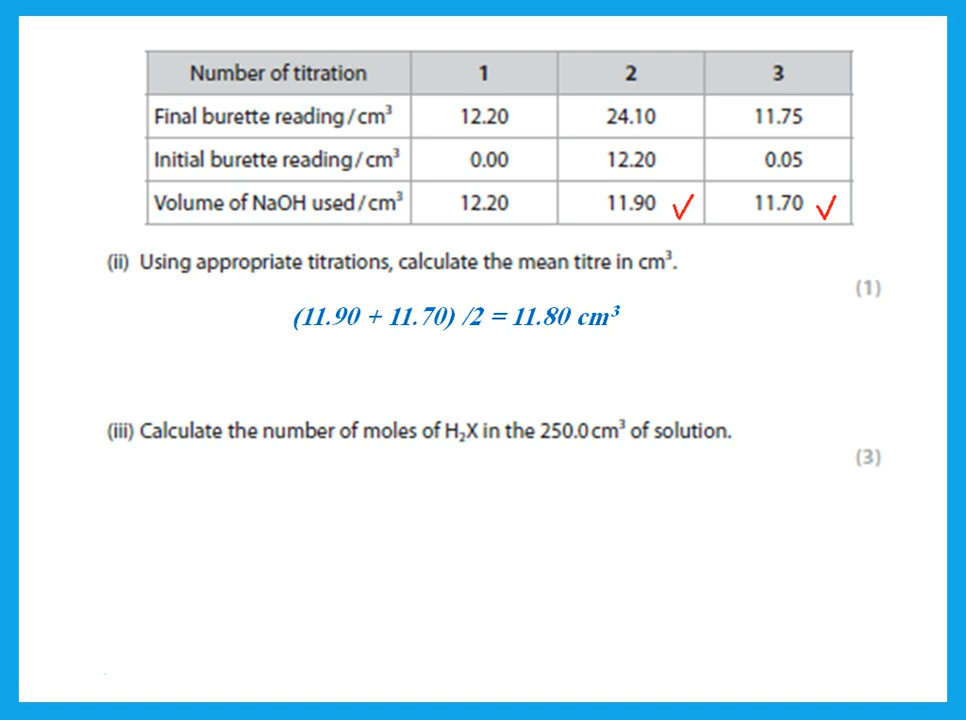 Number of titration 1 2 3
Final burette reading/cm³ 12.20 24.10 11.75
Initial burette reading/cm³ 0.00 12.20 0.05
Volume of NaOH used/cm³ 12.20 11.90 ✓ 11.70 ✓
(ii) Using appropriate titrations, calculate the mean titre in cm³.
(1)
(11.90 + 11.70) /2 = 11.80 cm³
(iii) Calculate the number of moles of H₂X in the 250.0 cm³ of solution.
(3)